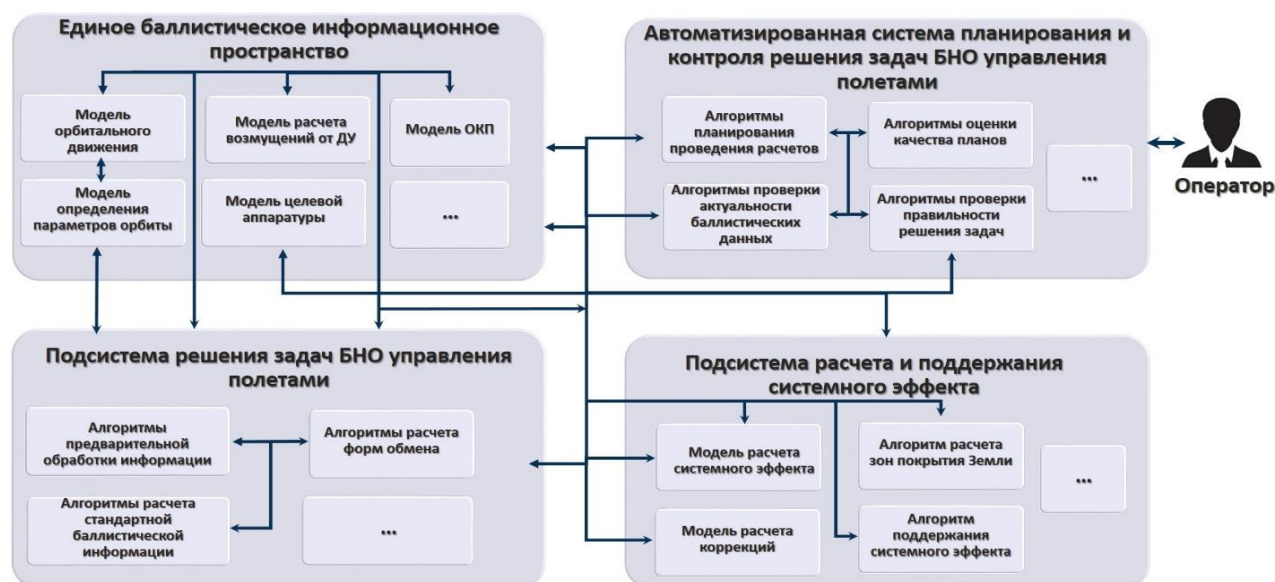 Единое баллистическое информационное
пространство
Модель
орбитального
движения
Модель расчета
возмущений от ДУ
Модель ОКП
Модель
определения
параметров орбиты
Модель целевой
аппаратуры
...
Автоматизированная система планирования и
контроля решения задач БНО управления
полетами
Алгоритмы
планирования
проведения расчетов
Алгоритмы оценки
качества планов
...
Алгоритмы проверки
актуальности
баллистических
данных
Алгоритмы проверки
правильности
решения задач
Оператор
Подсистема решения задач БНО управления
полетами
Алгоритмы
предварительной
обработки информации
Алгоритмы расчета
форм обмена
Алгоритмы расчета
стандартной
баллистической
информации
...
Подсистема расчета и поддержания
системного эффекта
Модель расчета
системного эффекта
Алгоритм расчета
зон покрытия Земли
...
Модель расчета
коррекций
Алгоритм
поддержания
системного эффекта